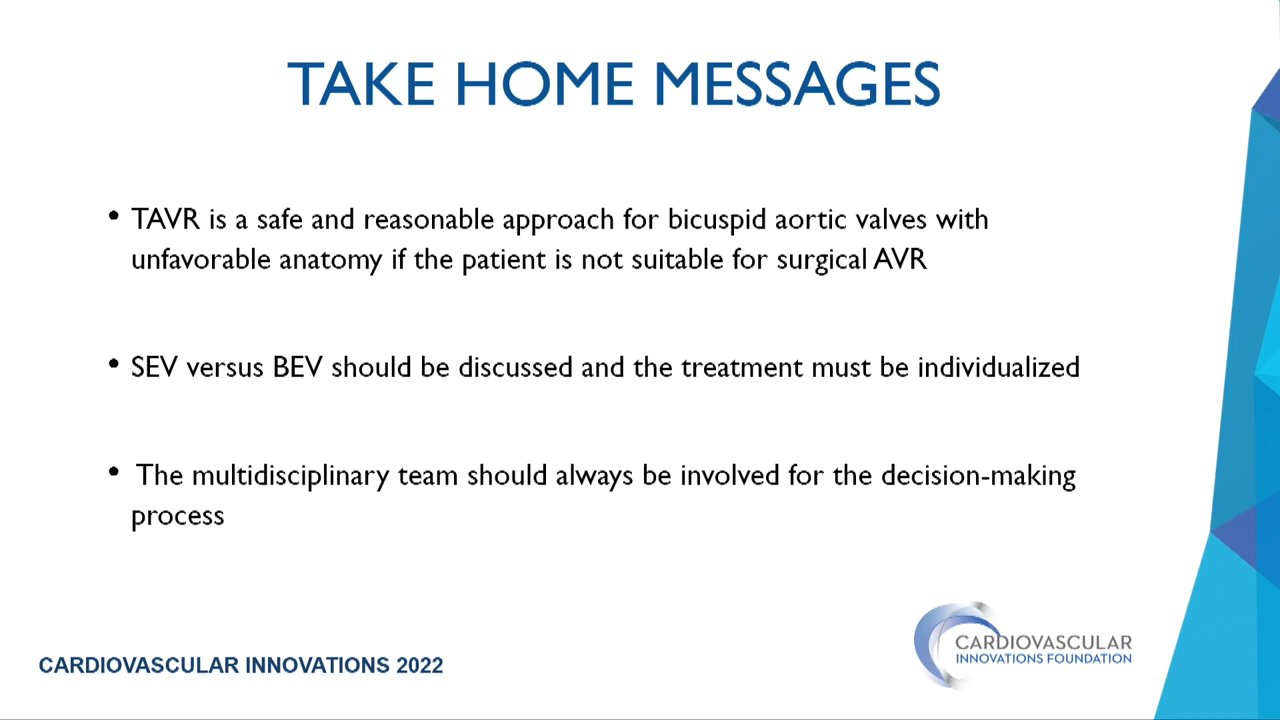 TAKE HOME MESSAGES
• TAVR is a safe and reasonable approach for bicuspid aortic valves with
unfavorable anatomy if the patient is not suitable for surgical AVR
• SEV versus BEV should be discussed and the treatment must be individualized
• The multidisciplinary team should always be involved for the decision-making
process
CARDIOVASCULAR
INNOVATIONS FOUNDATION
CARDIOVASCULAR INNOVATIONS 2022